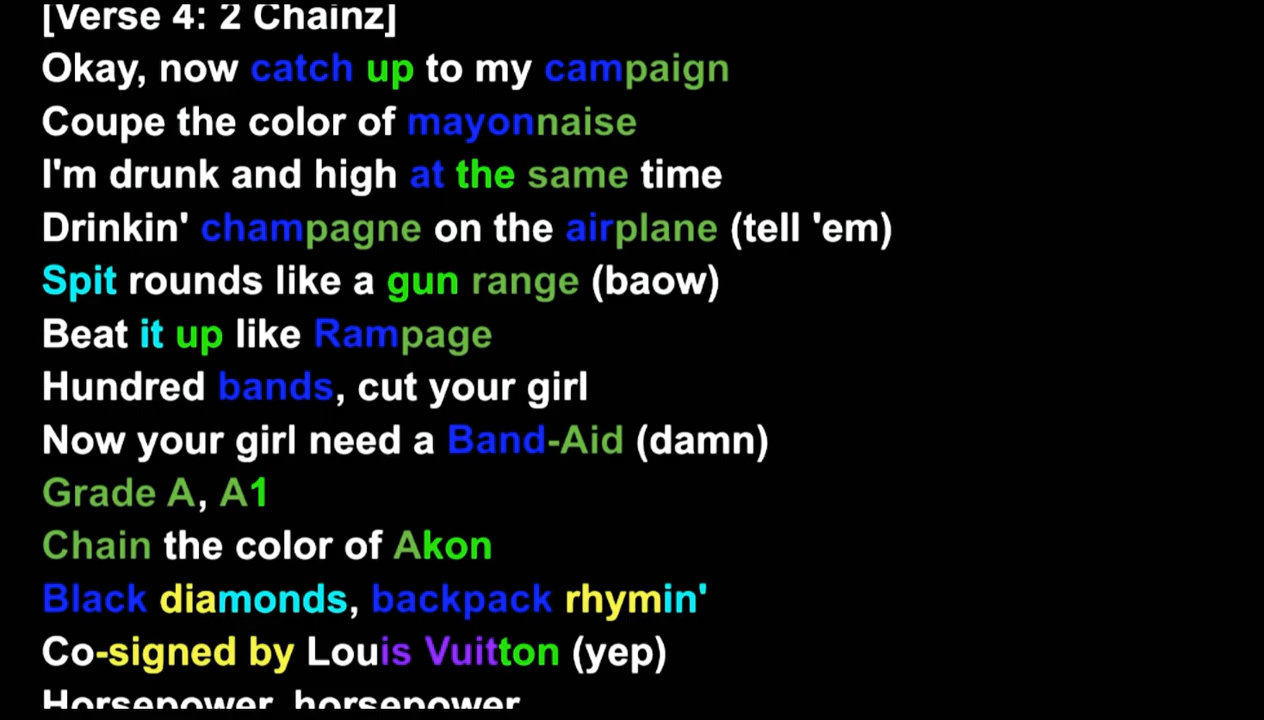 [Verse 4: 2 Chainz]
Okay, now catch up to my campaign
Coupe the color of mayonnaise
I'm drunk and high at the same time
Drinkin' champagne on the airplane (tell 'em)
Spit rounds like a gun range (baow)
Beat it up like Rampage
Hundred bands, cut your girl
Now your girl need a Band-Aid (damn)
Grade A, A1
Chain the color of Akon
Black diamonds, backpack rhymin'
Co-signed by Louis Vuitton (yep)
Horsepower, horsepower